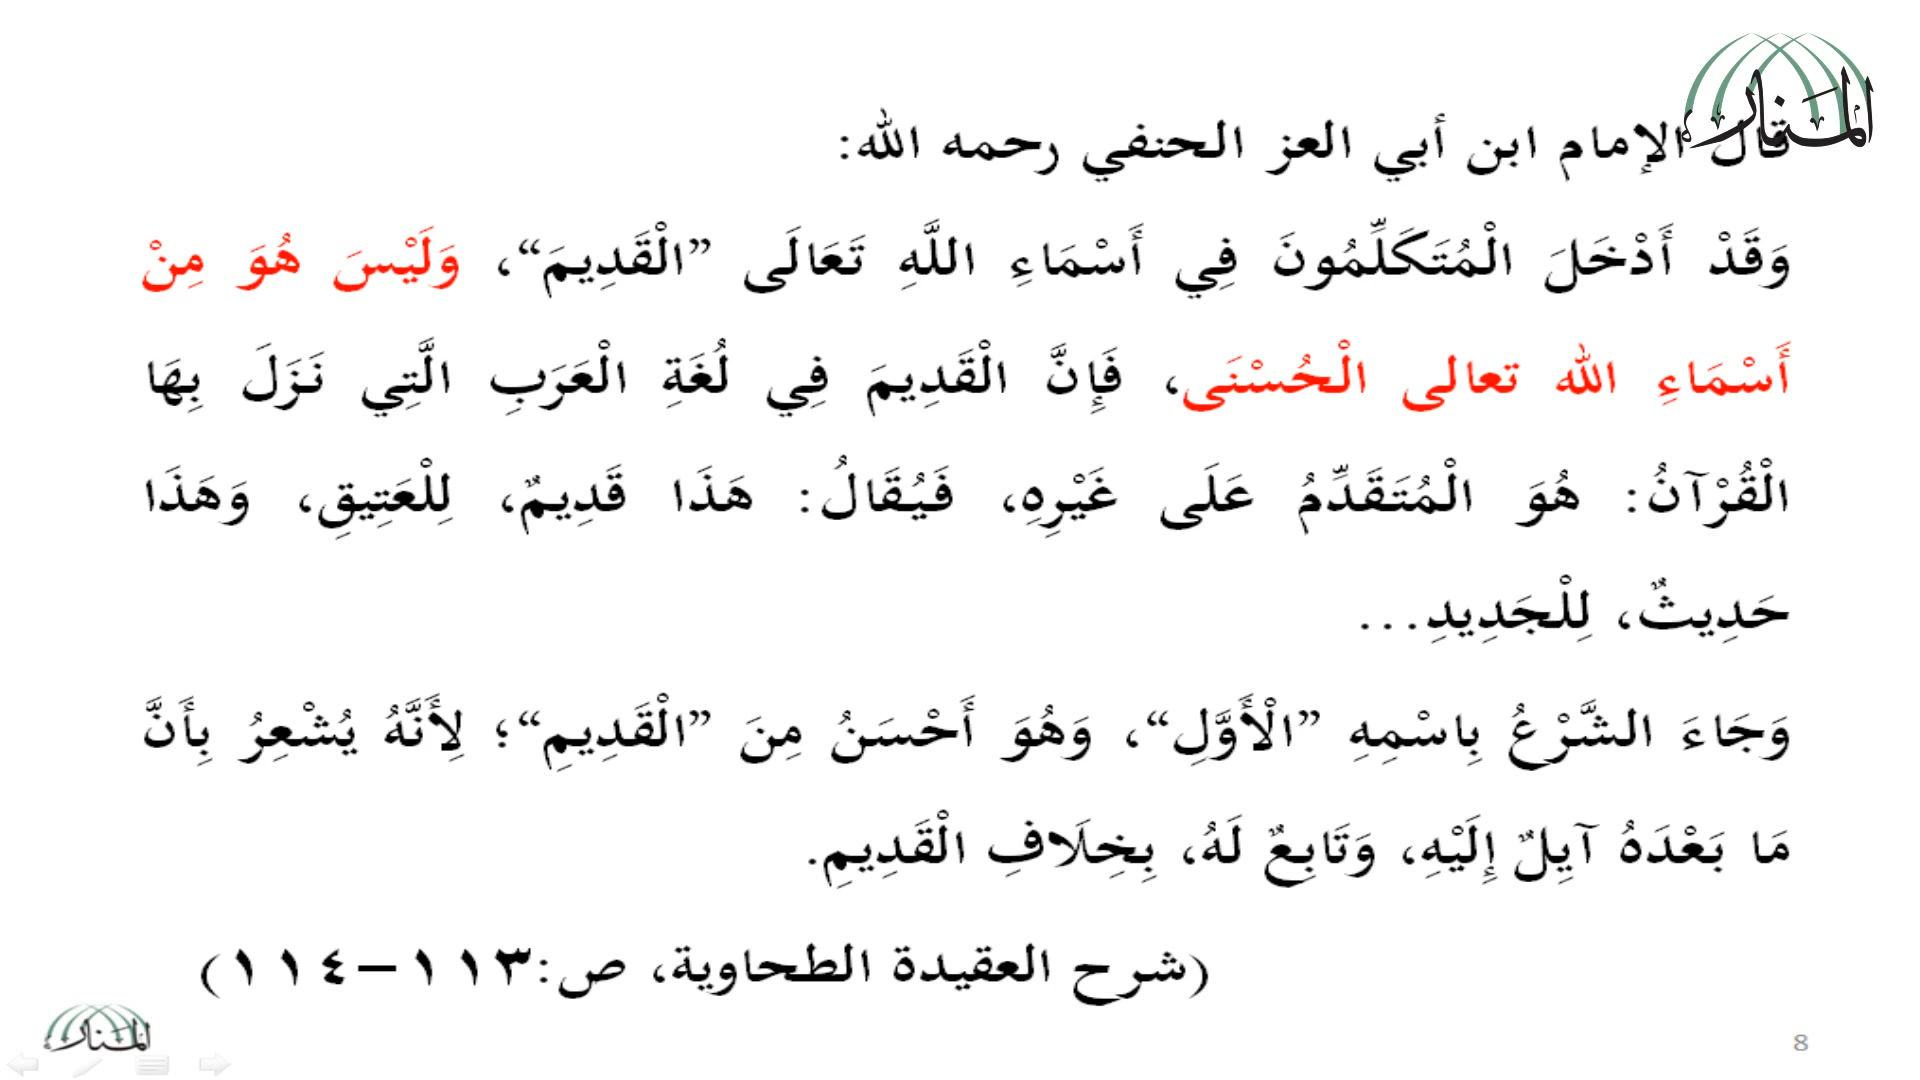 المنار
قال الإمام ابن أبي العز الحنفي رحمه الله:
وَقَدْ أَدْخَلَ الْمُتَكَلِّمُونَ فِي أَسْمَاءِ اللَّهِ تَعَالَى ”الْقَدِيمَ“، وَلَيْسَ هُوَ مِنْ
أَسْمَاءِ الله تعالى الْحُسْنَى، فَإِنَّ الْقَدِيمَ فِي لُغَةِ الْعَرَبِ الَّتِي نَزَلَ بِهَا
الْقُرْآنُ: هُوَ الْمُتَقَدِّمُ عَلَى غَيْرِهِ، فَيُقَالُ: هَذَا قَدِيمٌ، لِلْعَتِيقِ، وَهَذَا
حَدِيثٌ، لِلْجَدِيدِ...
وَجَاءَ الشَّرْعُ بِاسْمِهِ ”الْأَوَّلِ“، وَهُوَ أَحْسَنُ مِنَ ”الْقَدِيمِ“؛ لِأَنَّهُ يُشْعِرُ بِأَنَّ
مَا بَعْدَهُ آيِلٌ إِلَيْهِ، وَتَابِعٌ لَهُ، بِخِلَافِ الْقَدِيمِ.
(شرح العقيدة الطحاوية، ص:١١٣–١١٤)
المنار
8